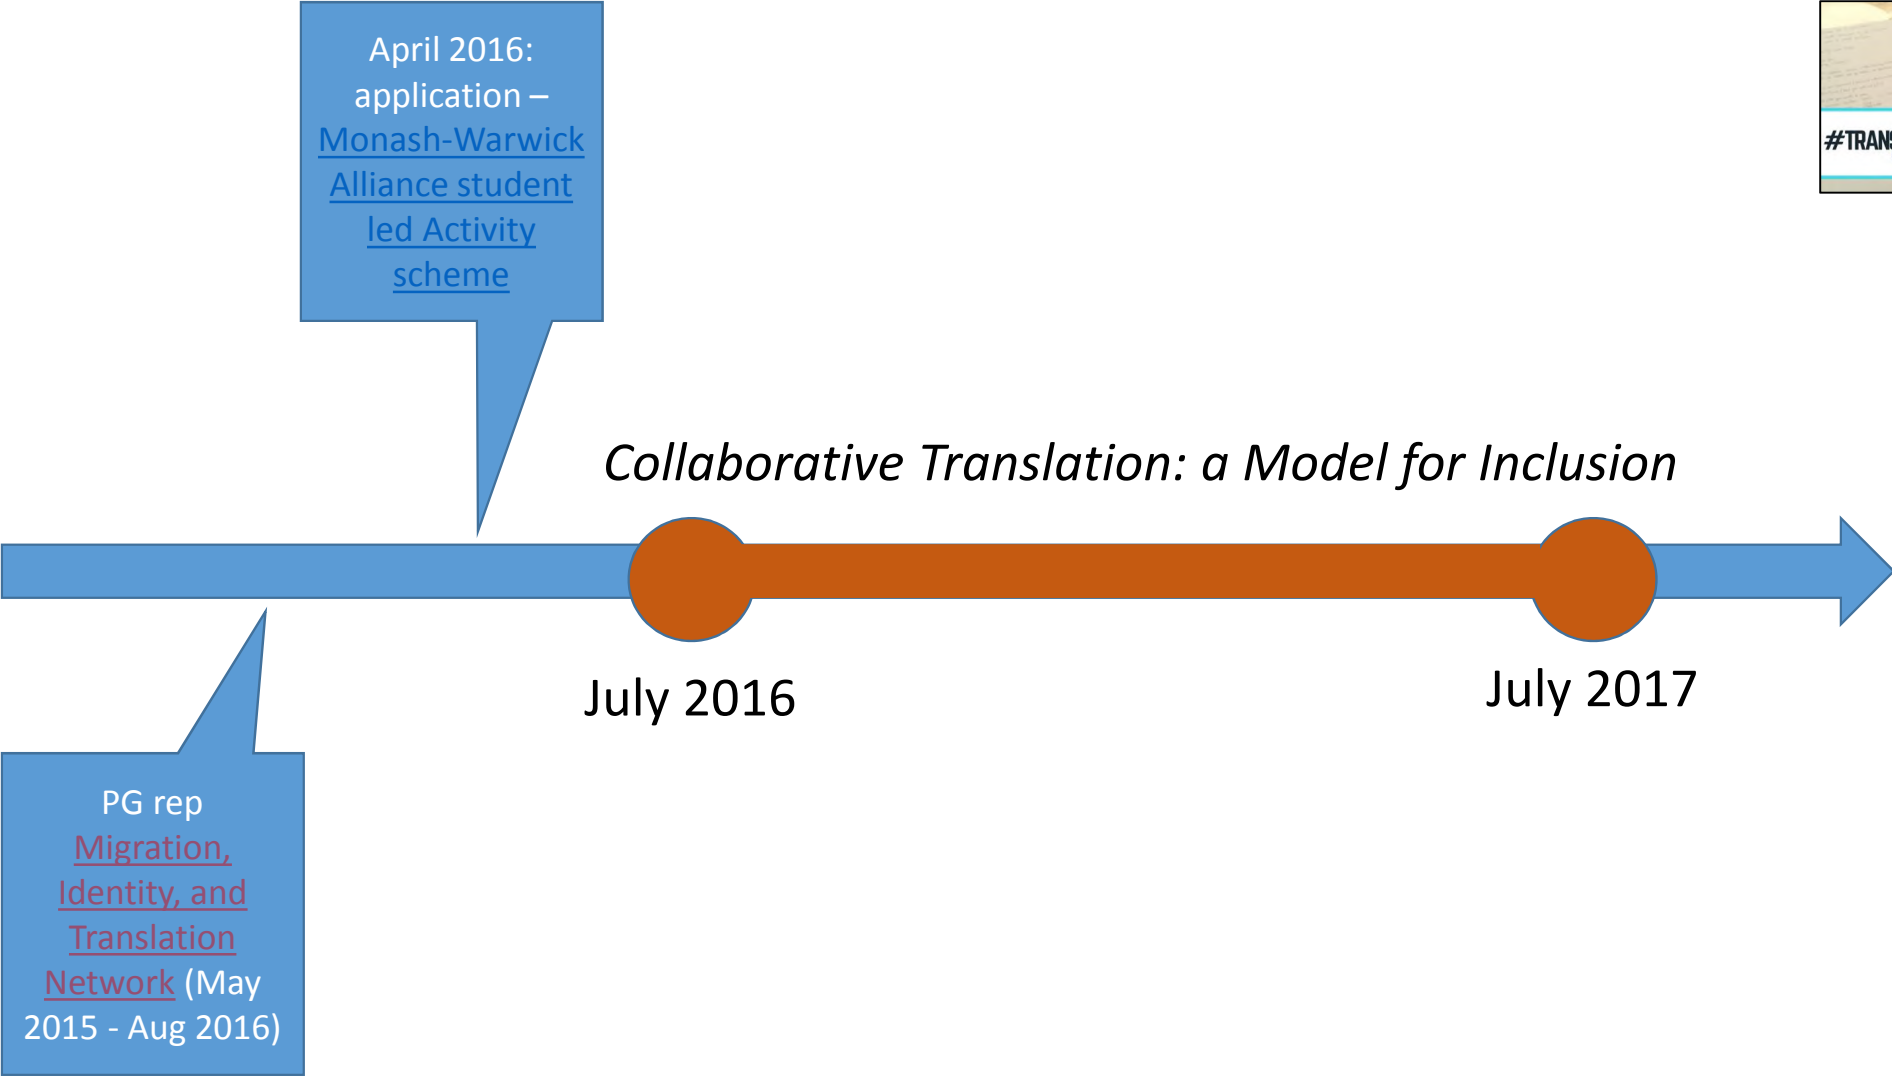 April 2016:
application –
Monash-Warwick
Alliance student
led Activity
scheme
#TRANS
Collaborative Translation: a Model for Inclusion
July 2016
July 2017
PG rep
Migration,
Identity, and
Translation
Network (May
2015 - Aug 2016)